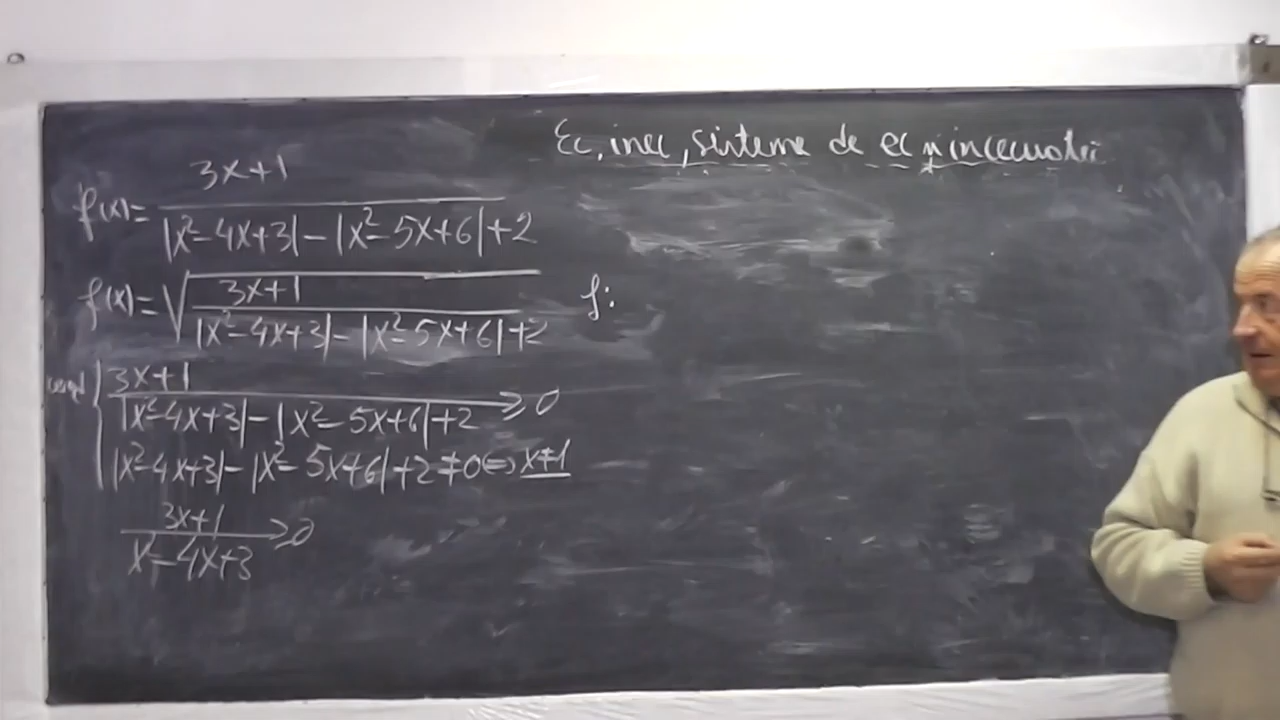 Ec, inec, sisteme de ec și inecuații
f(x)= 3x+1 / |x²-4x+3|-|x²-5x+6|+2
f(x)=√(3x+1 / |x²-4x+3|-|x²-5x+6|+2) f:
3x+1 / |x²-4x+3|-|x²-5x+6|+2 ≥0
|x²-4x+3|-|x²-5x+6|+2≠0⇔x≠1
3x+1 / x²-4x+3 ≥0